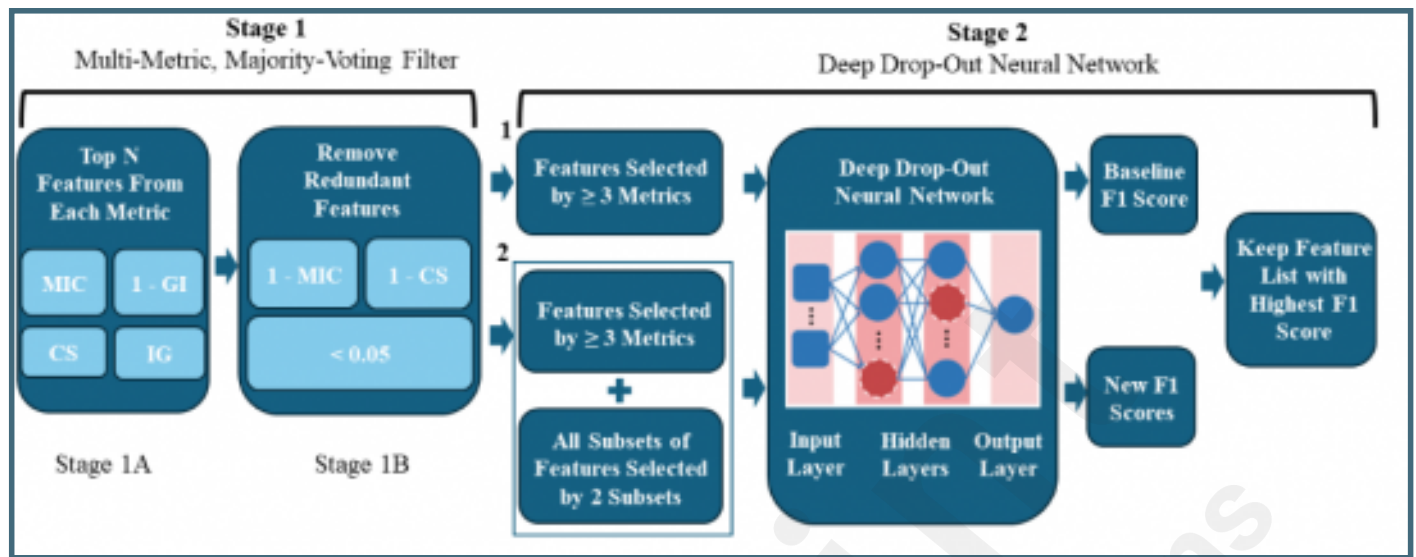 Stage 1
Multi-Metric, Majority-Voting Filter
Stage 2
Deep Drop-Out Neural Network
Top N
Features From
Each Metric
MIC
1 - GI
CS
IG
Stage 1A
Remove
Redundant
Features
1 - MIC
1 - CS
< 0.05
Stage 1B
1
Features Selected
by ≥ 3 Metrics
2
Features Selected
by ≥ 3 Metrics
+
All Subsets of
Features Selected
by 2 Subsets
Deep Drop-Out
Neural Network
Input
Layer
Hidden
Layers
Output
Layer
Baseline
F1 Score
New F1
Scores
Keep Feature
List with
Highest F1
Score